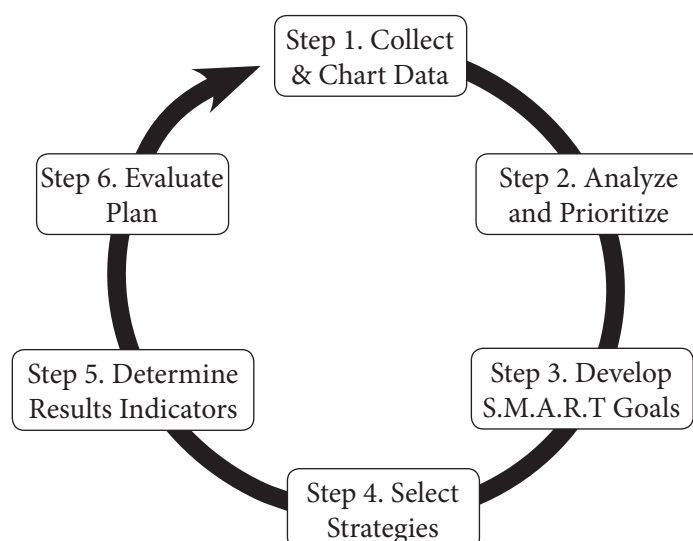 Step 1. Collect
& Chart Data
Step 2. Analyze
and Prioritize
Step 3. Develop
S.M.A.R.T Goals
Step 4. Select
Strategies
Step 5. Determine
Results Indicators
Step 6. Evaluate
Plan